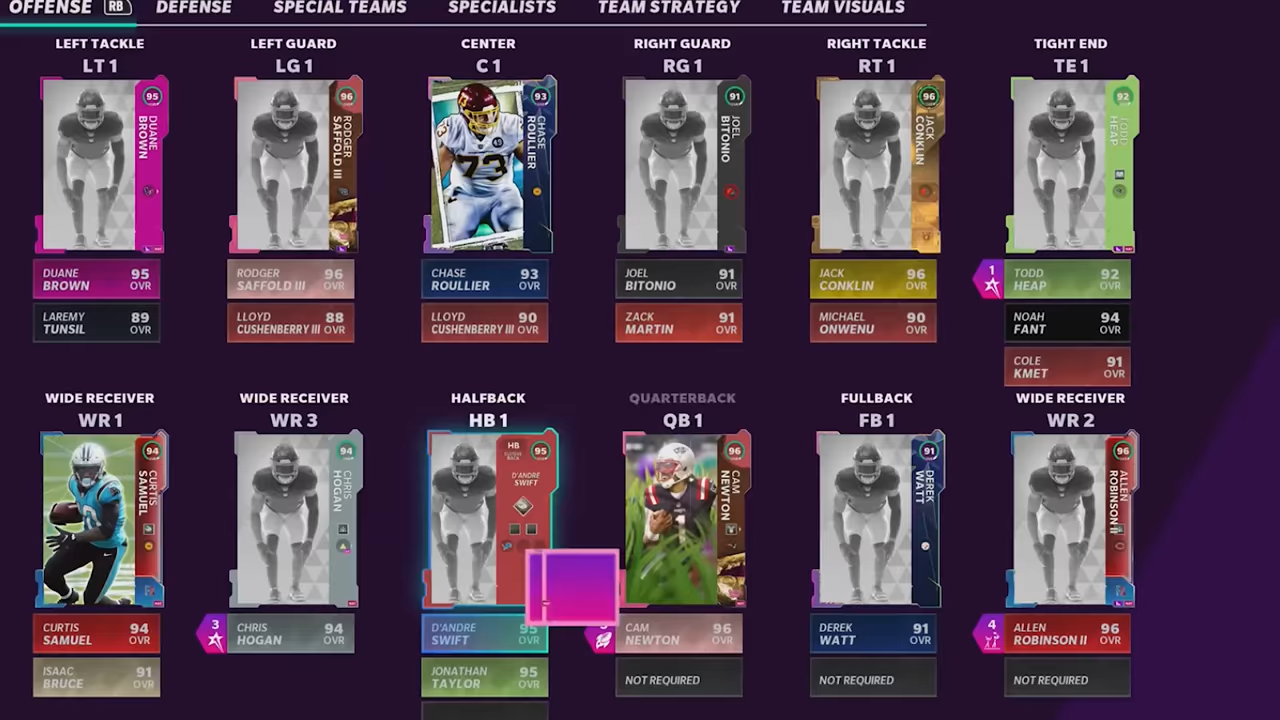 OFFENSE RB DEFENSE SPECIAL TEAMS SPECIALISTS TEAM STRATEGY TEAM VISUALS
LEFT TACKLE LEFT GUARD CENTER RIGHT GUARD RIGHT TACKLE TIGHT END
LT 1 LG 1 C 1 RG 1 RT 1 TE 1
95 DUANE BROWN
96 RODGER SAFFOLD III
93 CHASE ROULLIER 73
91 JOEL BITONIO
96 JACK CONKLIN
92 TODD HEAP
DUANE 95
BROWN OVR
LAREMY 89
TUNSIL OVR
RODGER 96
SAFFOLD III OVR
LLOYD 88
CUSHENBERRY III OVR
CHASE 93
ROULLIER OVR
LLOYD 90
CUSHENBERRY III OVR
JOEL 91
BITONIO OVR
ZACK 91
MARTIN OVR
JACK 96
CONKLIN OVR
MICHAEL 90
ONWENU OVR
1 TODD 92
HEAP OVR
NOAH 94
FANT OVR
COLE 91
KMET OVR
WIDE RECEIVER WIDE RECEIVER HALFBACK QUARTERBACK FULLBACK WIDE RECEIVER
WR 1 WR 3 HB 1 QB 1 FB 1 WR 2
94 CURTIS SAMUEL
94 CHRIS HOGAN
HB 95
D'ANDRE
SWIFT
96 CAM NEWTON
91 DEREK WATT
96 ALLEN ROBINSON II
CURTIS 94
SAMUEL OVR
ISAAC 91
BRUCE OVR
3 CHRIS 94
HOGAN OVR
D'ANDRE 95
SWIFT OVR
JONATHAN 95
TAYLOR OVR
CAM 96
NEWTON OVR
NOT REQUIRED
DEREK 91
WATT OVR
NOT REQUIRED
4 ALLEN 96
ROBINSON II OVR
NOT REQUIRED